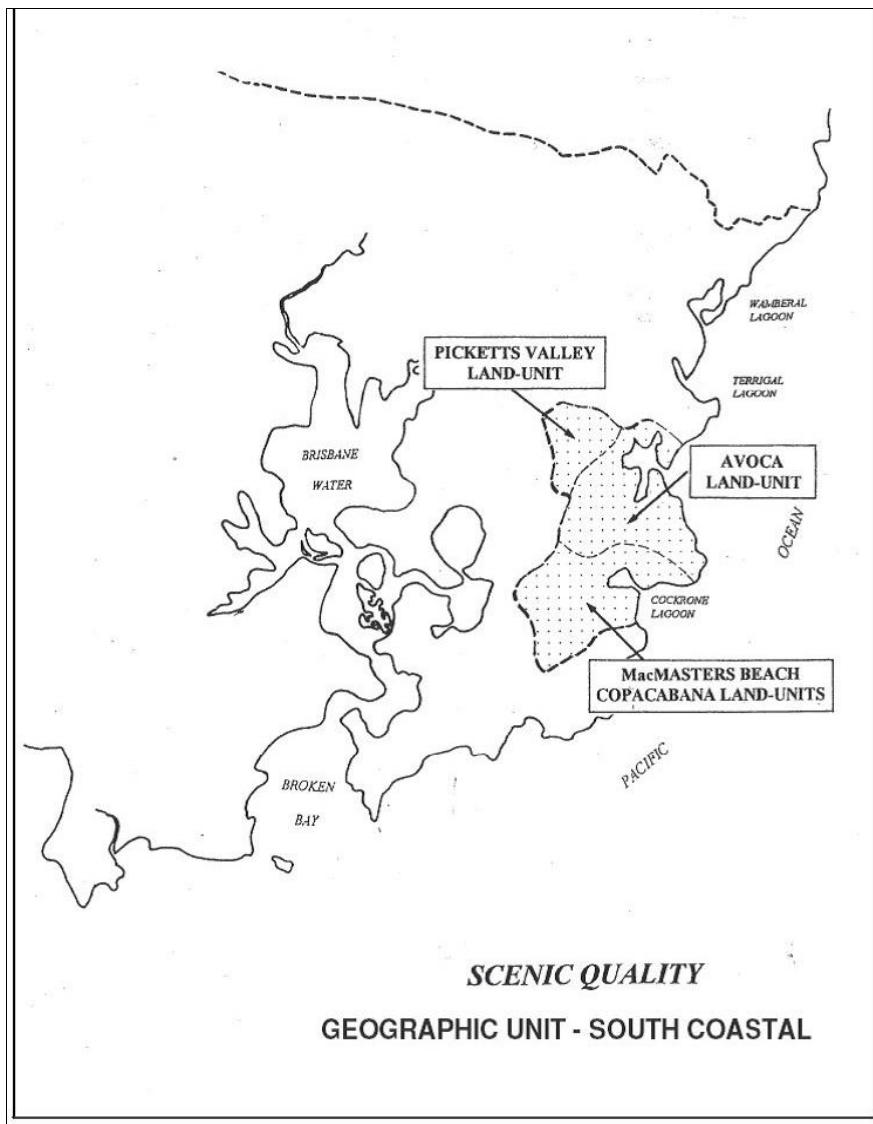 WAMBERAL
LAGOON
PICKETTS VALLEY
LAND-UNIT
TERRIGAL
LAGOON
BRISBANE
WATER
AVOCA
LAND-UNIT
OCEAN
COCKRONE
LAGOON
MacMASTERS BEACH
COPACABANA LAND-UNITS
PACIFIC
BROKEN
BAY
SCENIC QUALITY
GEOGRAPHIC UNIT - SOUTH COASTAL